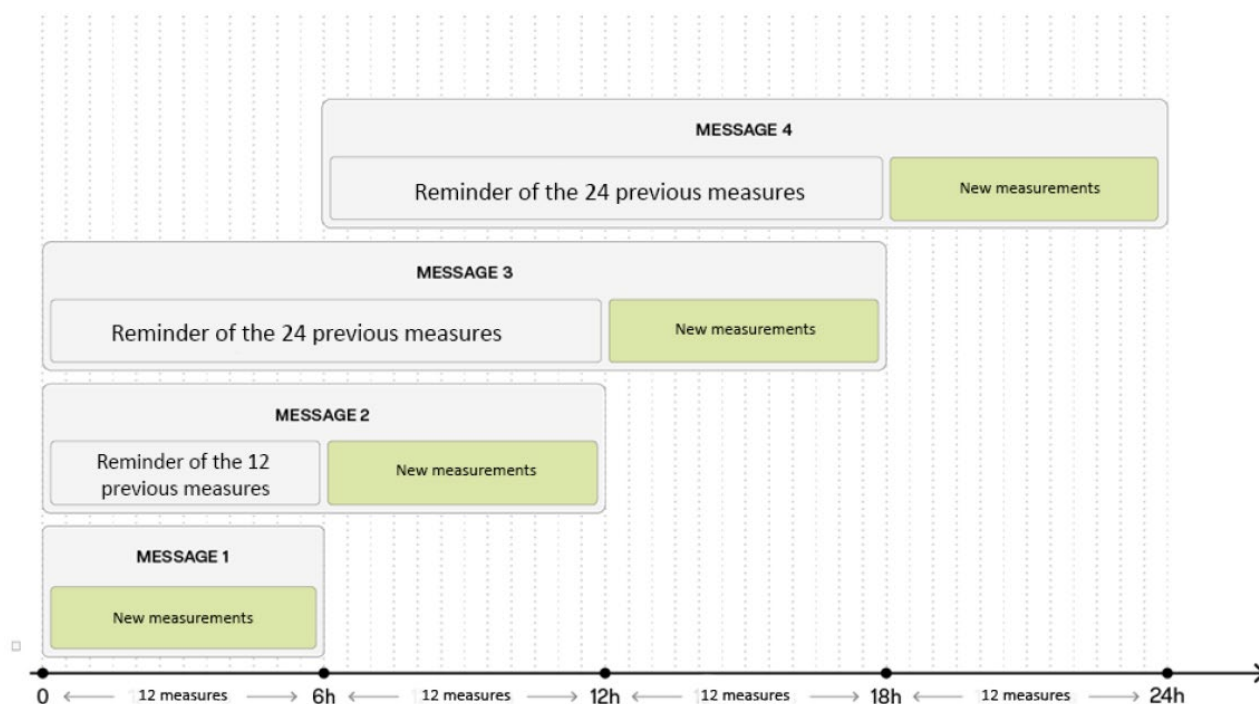 MESSAGE 4
Reminder of the 24 previous measures
New measurements
MESSAGE 3
Reminder of the 24 previous measures
New measurements
MESSAGE 2
Reminder of the 12
previous measures
New measurements
MESSAGE 1
New measurements
0
12 measures
6h
12 measures
12h
12 measures
18h
12 measures
24h